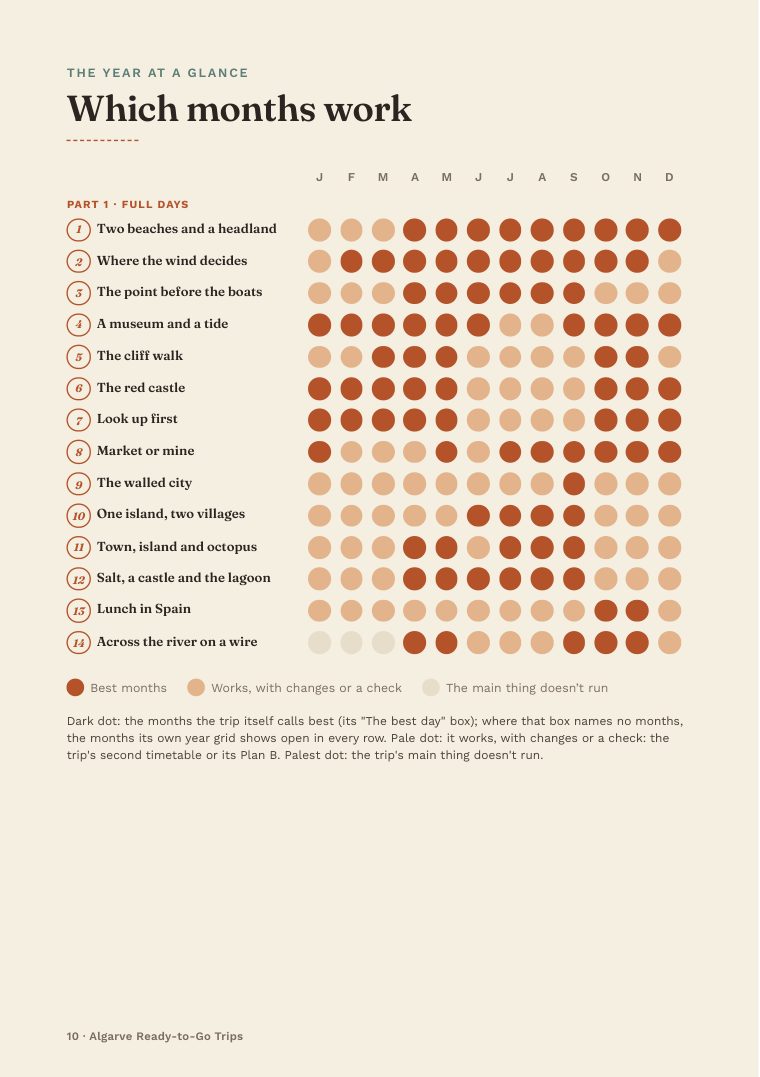 THE YEAR AT A GLANCE
Which months work
J F M A M J J A S O N D
PART 1 · FULL DAYS
1 Two beaches and a headland
2 Where the wind decides
3 The point before the boats
4 A museum and a tide
5 The cliff walk
6 The red castle
7 Look up first
8 Market or mine
9 The walled city
10 One island, two villages
11 Town, island and octopus
12 Salt, a castle and the lagoon
13 Lunch in Spain
14 Across the river on a wire
Best months Works, with changes or a check The main thing doesn't run
Dark dot: the months the trip itself calls best (its "The best day" box); where that box names no months,
the months its own year grid shows open in every row. Pale dot: it works, with changes or a check: the
trip's second timetable or its Plan B. Palest dot: the trip's main thing doesn't run.
10 · Algarve Ready-to-Go Trips